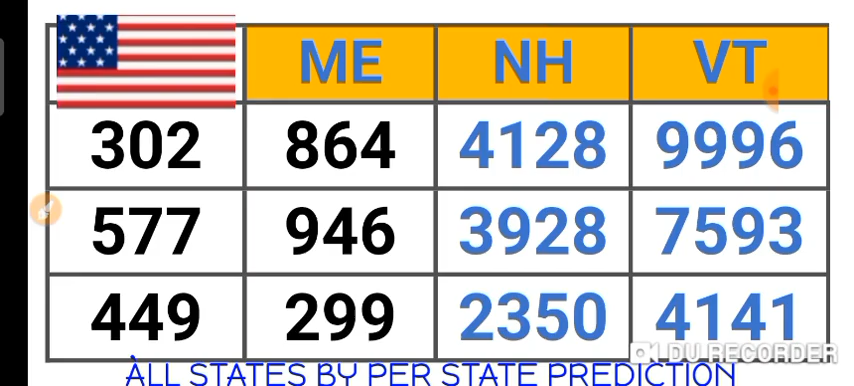 ME NH VT
302 864 4128 9996
577 946 3928 7593
449 299 2350 4141
DU RECORDER
ÀLL STATES BY PER STATE PREDICTION